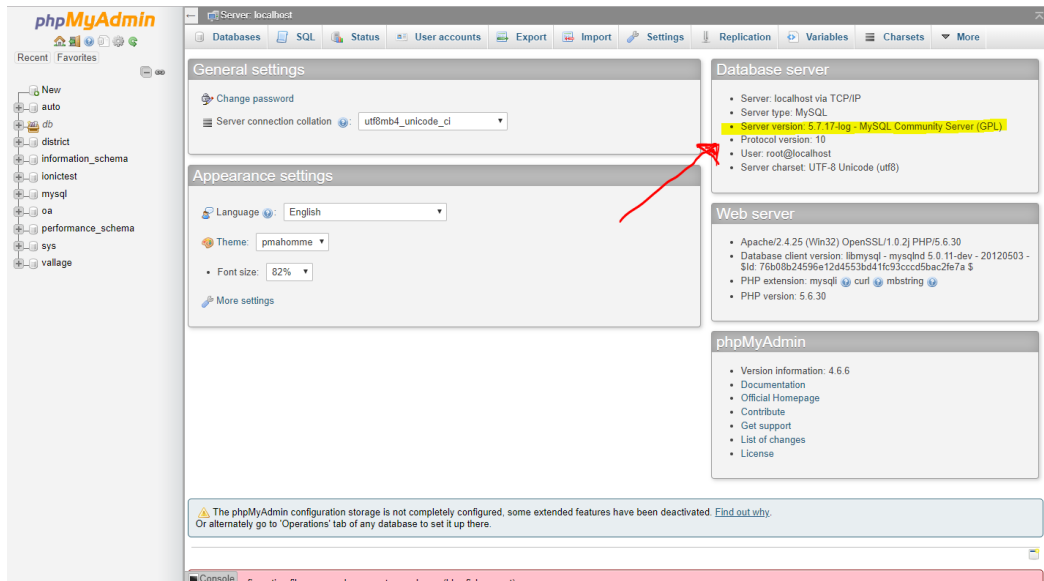 phpMyAdmin
Recent Favorites
New
auto
db
district
information_schema
ionictest
mysql
oa
performance_schema
sys
vallage
Server: localhost
Databases SQL Status User accounts Export Import Settings Replication Variables Charsets More
General settings
Change password
Server connection collation : utf8mb4_unicode_ci
Appearance settings
Language : English
Theme: pmahomme
Font size: 82%
More settings
Database server
Server: localhost via TCP/IP
Server type: MySQL
Server version: 5.7.17-log - MySQL Community Server (GPL)
Protocol version: 10
User: root@localhost
Server charset: UTF-8 Unicode (utf8)
Web server
Apache/2.4.25 (Win32) OpenSSL/1.0.2j PHP/5.6.30
Database client version: libmysql - mysqlnd 5.0.11-dev - 20120503 -
$Id: 76b08b24596e12d4553bd41fc93cccd5bac2fe7a $
PHP extension: mysqli curl mbstring
PHP version: 5.6.30
phpMyAdmin
Version information: 4.6.6
Documentation
Official Homepage
Contribute
Get support
List of changes
License
The phpMyAdmin configuration storage is not completely configured, some extended features have been deactivated. Find out why.
Or alternately go to 'Operations' tab of any database to set it up there.
Console